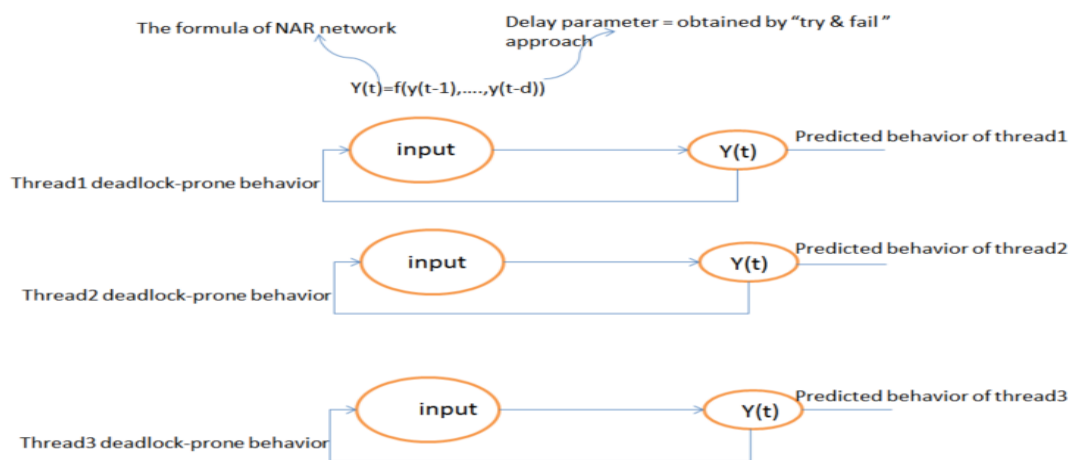 The formula of NAR network
Delay parameter = obtained by "try & fail"
approach
Y(t)=f(y(t-1),....,y(t-d))
input
Y(t)
Predicted behavior of thread1
Thread1 deadlock-prone behavior
input
Y(t)
Predicted behavior of thread2
Thread2 deadlock-prone behavior
input
Y(t)
Predicted behavior of thread3
Thread3 deadlock-prone behavior